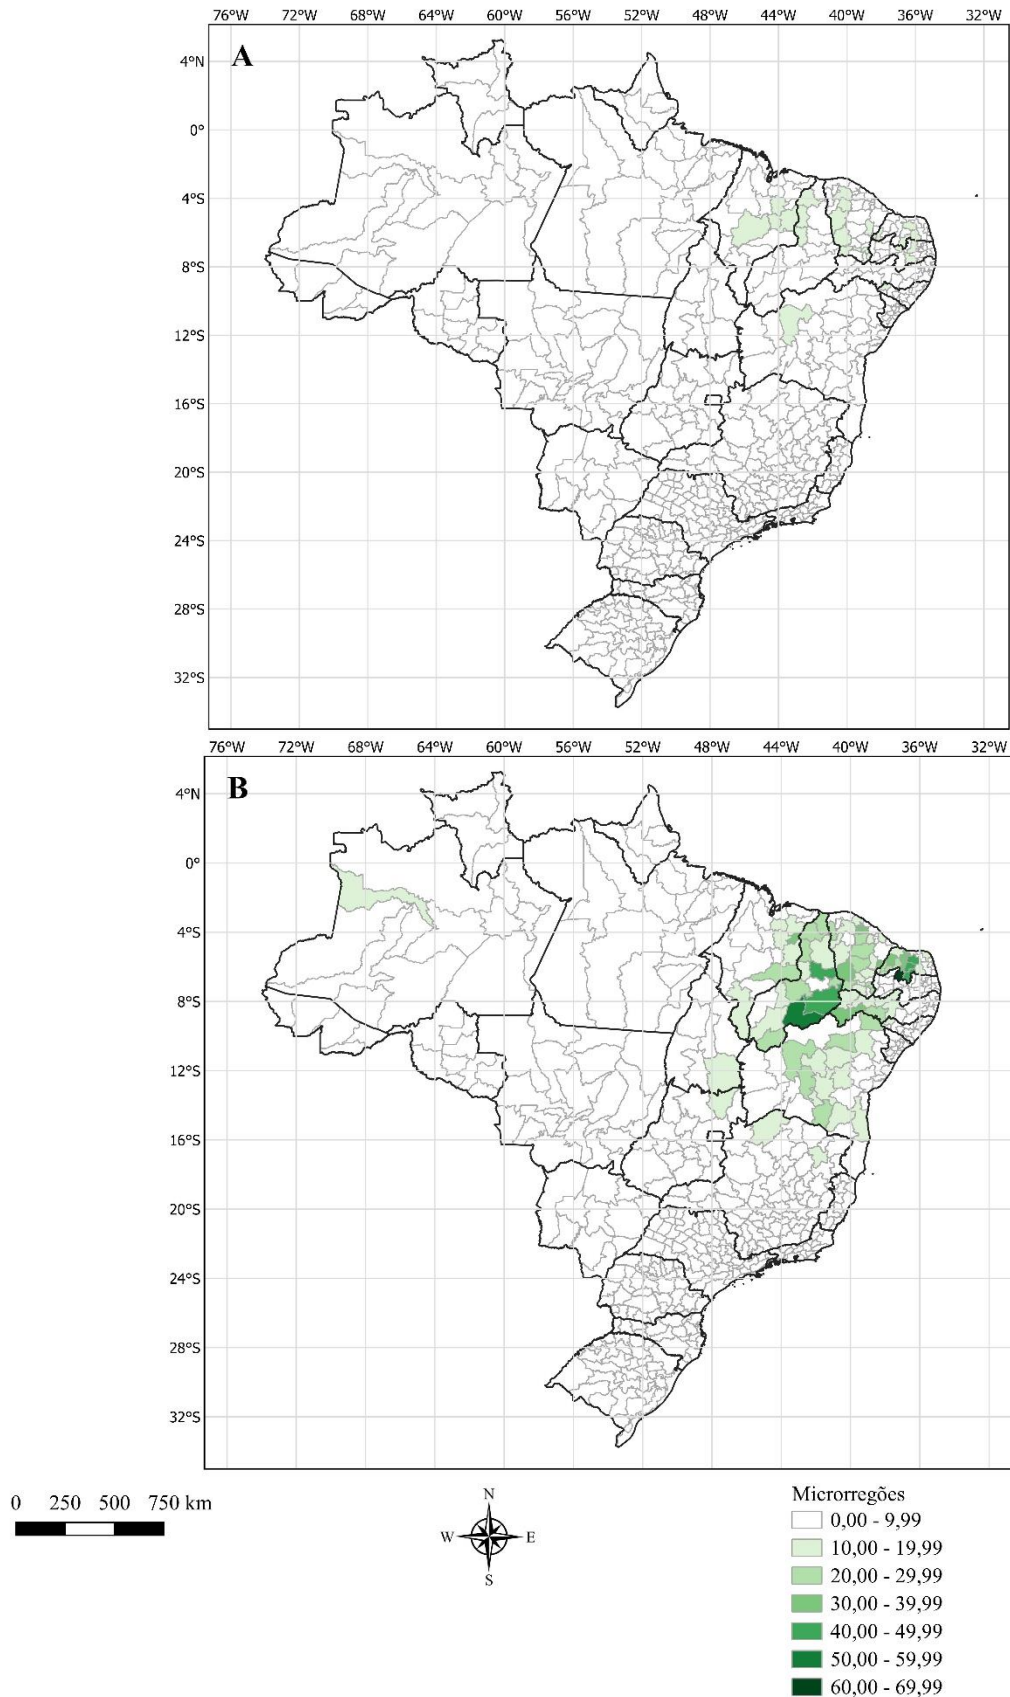 76°W 72°W 68°W 64°W 60°W 56°W 52°W 48°W 44°W 40°W 36°W 32°W
A
4°N
0°
4°S
8°S
12°S
16°S
20°S
24°S
28°S
32°S
76°W 72°W 68°W 64°W 60°W 56°W 52°W 48°W 44°W 40°W 36°W 32°W
B
4°N
0°
4°S
8°S
12°S
16°S
20°S
24°S
28°S
32°S
0 250 500 750 km
N
W E
S
Microrregões
0,00 - 9,99
10,00 - 19,99
20,00 - 29,99
30,00 - 39,99
40,00 - 49,99
50,00 - 59,99
60,00 - 69,99